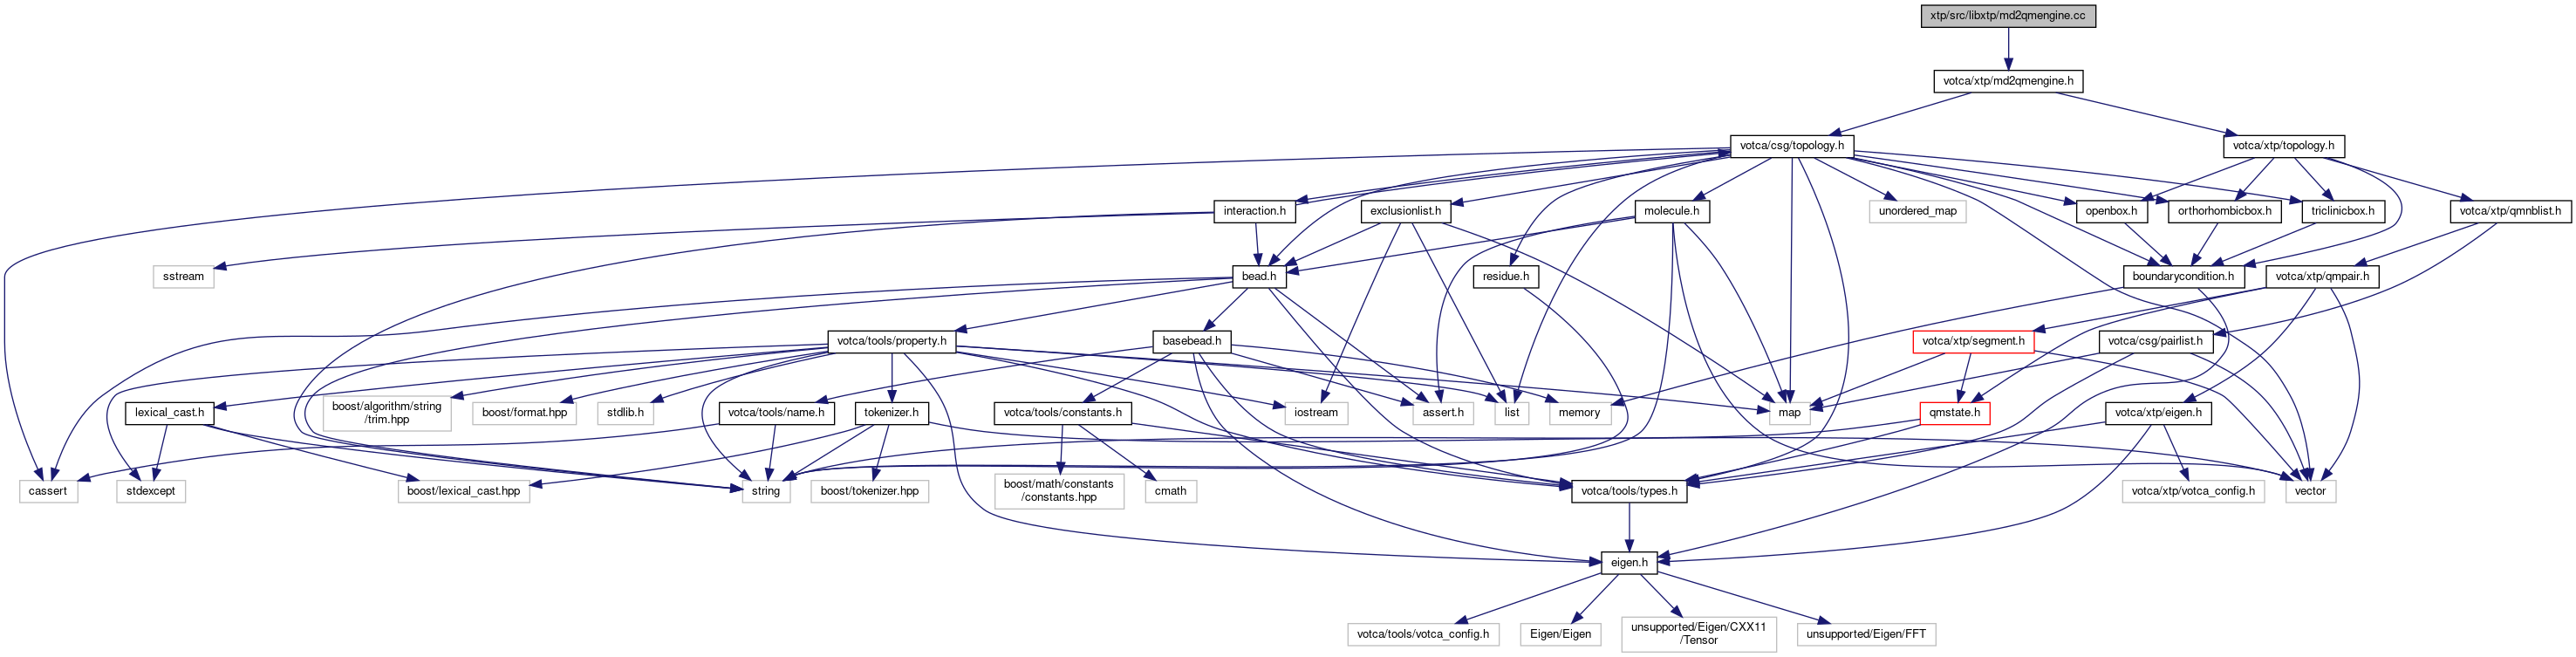 xtp/src/libxtp/md2qmengine.cc
votca/xtp/md2qmengine.h
votca/csg/topology.h
votca/xtp/topology.h
interaction.h
exclusionlist.h
molecule.h
unordered_map
openbox.h
orthorhombicbox.h
triclinicbox.h
votca/xtp/qmnblist.h
sstream
bead.h
residue.h
boundarycondition.h
votca/xtp/qmpair.h
votca/tools/property.h
basebead.h
votca/xtp/segment.h
votca/csg/pairlist.h
lexical_cast.h
boost/algorithm/string
/trim.hpp
boost/format.hpp
stdlib.h
votca/tools/name.h
tokenizer.h
votca/tools/constants.h
iostream
assert.h
list
memory
map
qmstate.h
votca/xtp/eigen.h
cassert
stdexcept
boost/lexical_cast.hpp
string
boost/tokenizer.hpp
boost/math/constants
/constants.hpp
cmath
votca/tools/types.h
votca/xtp/votca_config.h
vector
eigen.h
votca/tools/votca_config.h
Eigen/Eigen
unsupported/Eigen/CXX11
/Tensor
unsupported/Eigen/FFT